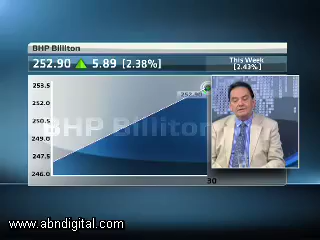 BHP Billiton
252.90 5.89 [2.38%]
This Week
[2.43%]
253.5
252.0
250.5
249.0
247.5
246.0
252.90
BHP Billiton
30
www.abndigital.com